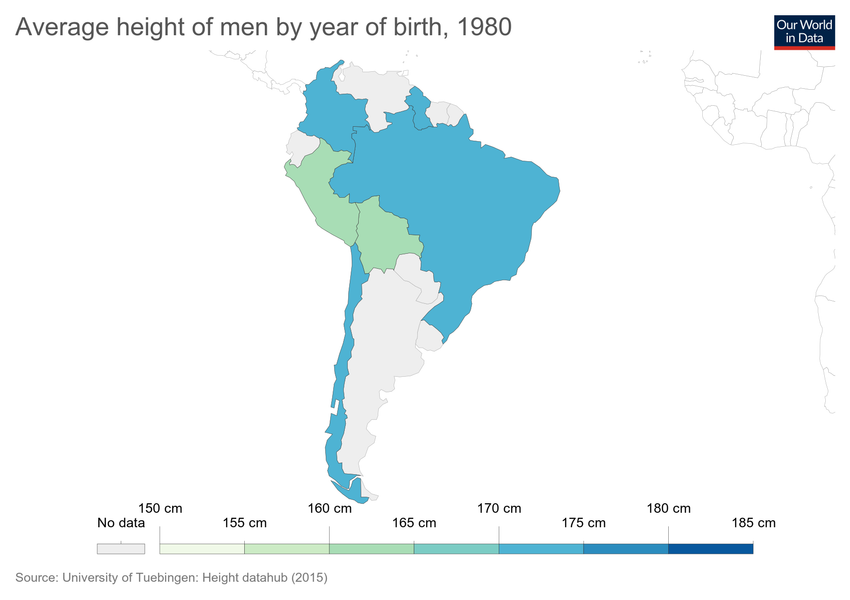 Average height of men by year of birth, 1980
Our World
in Data
150 cm
160 cm
170 cm
180 cm
No data
155 cm
165 cm
175 cm
185 cm
Source: University of Tuebingen: Height datahub (2015)